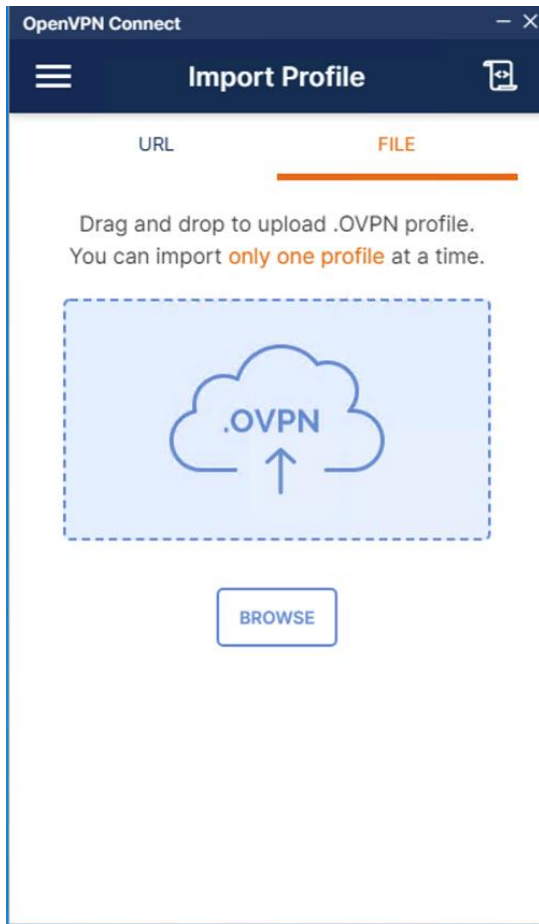 OpenVPN Connect
Import Profile
URL
FILE
Drag and drop to upload .OVPN profile.
You can import only one profile at a time.
.OVPN
BROWSE